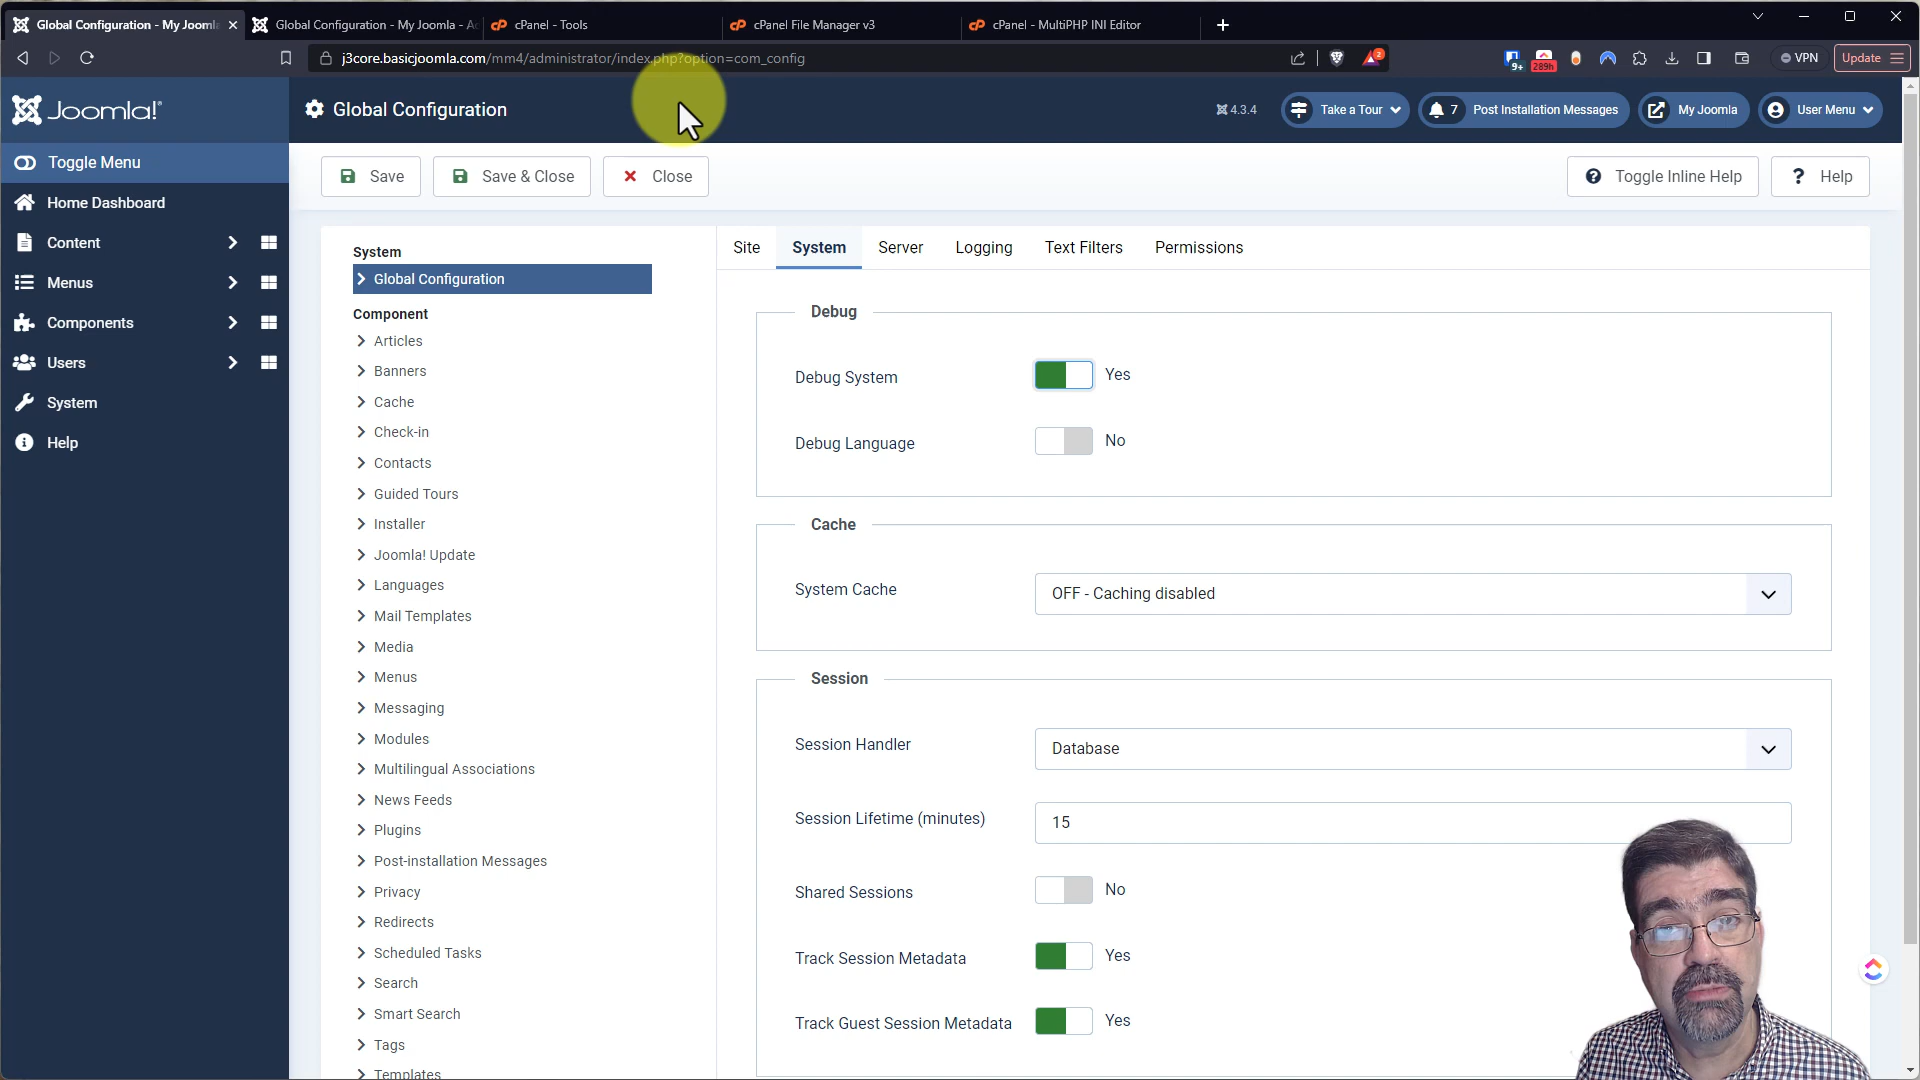 Global Configuration - My Jooml
Global Configuration - My Joomla - A
cPanel - Tools
cPanel File Manager v3
cPanel - MultiPHP INI Editor
j3core.basicjoomla.com/mm4/administrator/index.php?option=com_config
9+
289h
2
VPN
Update
Joomla!
Global Configuration
4.3.4
Take a Tour
7 Post Installation Messages
My Joomla
User Menu
Toggle Menu
Home Dashboard
Content
Menus
Components
Users
System
Help
Save
Save & Close
Close
Toggle Inline Help
Help
System
Global Configuration
Component
Articles
Banners
Cache
Check-in
Contacts
Guided Tours
Installer
Joomla! Update
Languages
Mail Templates
Media
Menus
Messaging
Modules
Multilingual Associations
News Feeds
Plugins
Post-installation Messages
Privacy
Redirects
Scheduled Tasks
Search
Smart Search
Tags
Templates
Site
System
Server
Logging
Text Filters
Permissions
Debug
Debug System Yes
Debug Language No
Cache
System Cache OFF - Caching disabled
Session
Session Handler Database
Session Lifetime (minutes) 15
Shared Sessions No
Track Session Metadata Yes
Track Guest Session Metadata Yes